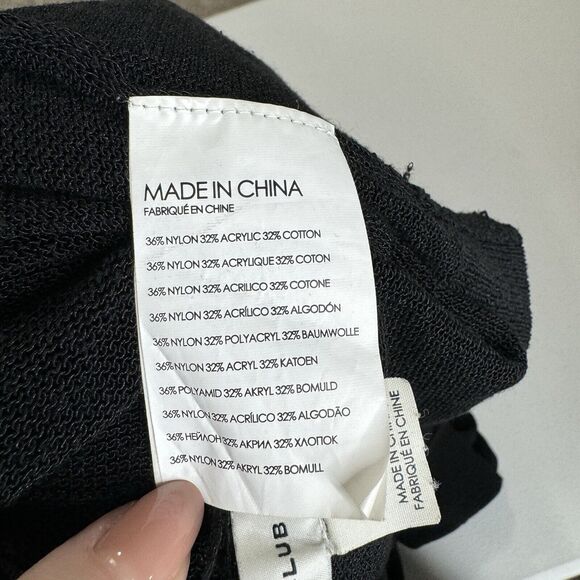 MADE IN CHINA
FABRIQUÉ EN CHINE
36% NYLON 32% ACRYLIC 32% COTTON
36% NYLON 32% ACRYLIQUE 32% COTON
36% NYLON 32% ACRILICO 32% COTONE
36% NYLON 32% ACRÍLICO 32% ALGODÓN
36% NYLON 32% POLYACRYL 32% BAUMWOLLE
36% NYLON 32% ACRYL 32% KATOEN
36% POLYAMID 32% AKRYL 32% BOMULD
36% NYLON 32% ACRÍLICO 32% ALGODÃO
36% НЕЙЛОН 32% АКРИЛ 32% ХЛОПОК
36% NYLON 32% AKRYL 32% BOMULL
MADE IN CHINE
FABRIQUÉ EN CHINE
LUB